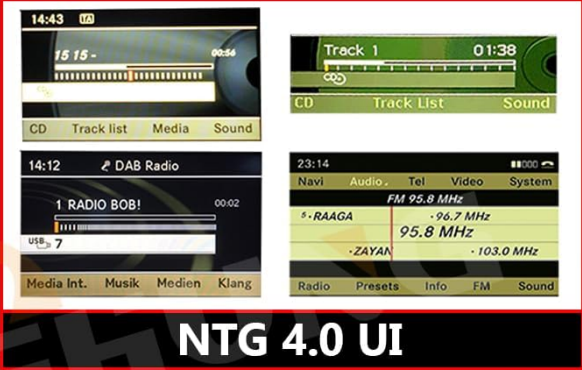 14:43 TA
15 15 - 00:56
CD Track list Media Sound
Track 1 01:38
CD
CD Track List Sound
14:12 DAB Radio
1 RADIO BOB! 00:02
USB 7
Media Int. Musik Medien Klang
23:14
Navi Audio Tel Video System
FM 95.8 MHz
5 - RAAGA - 96.7 MHz
95.8 MHz
- ZAYAN - 103.0 MHz
Radio Presets Info FM Sound
NTG 4.0 UI